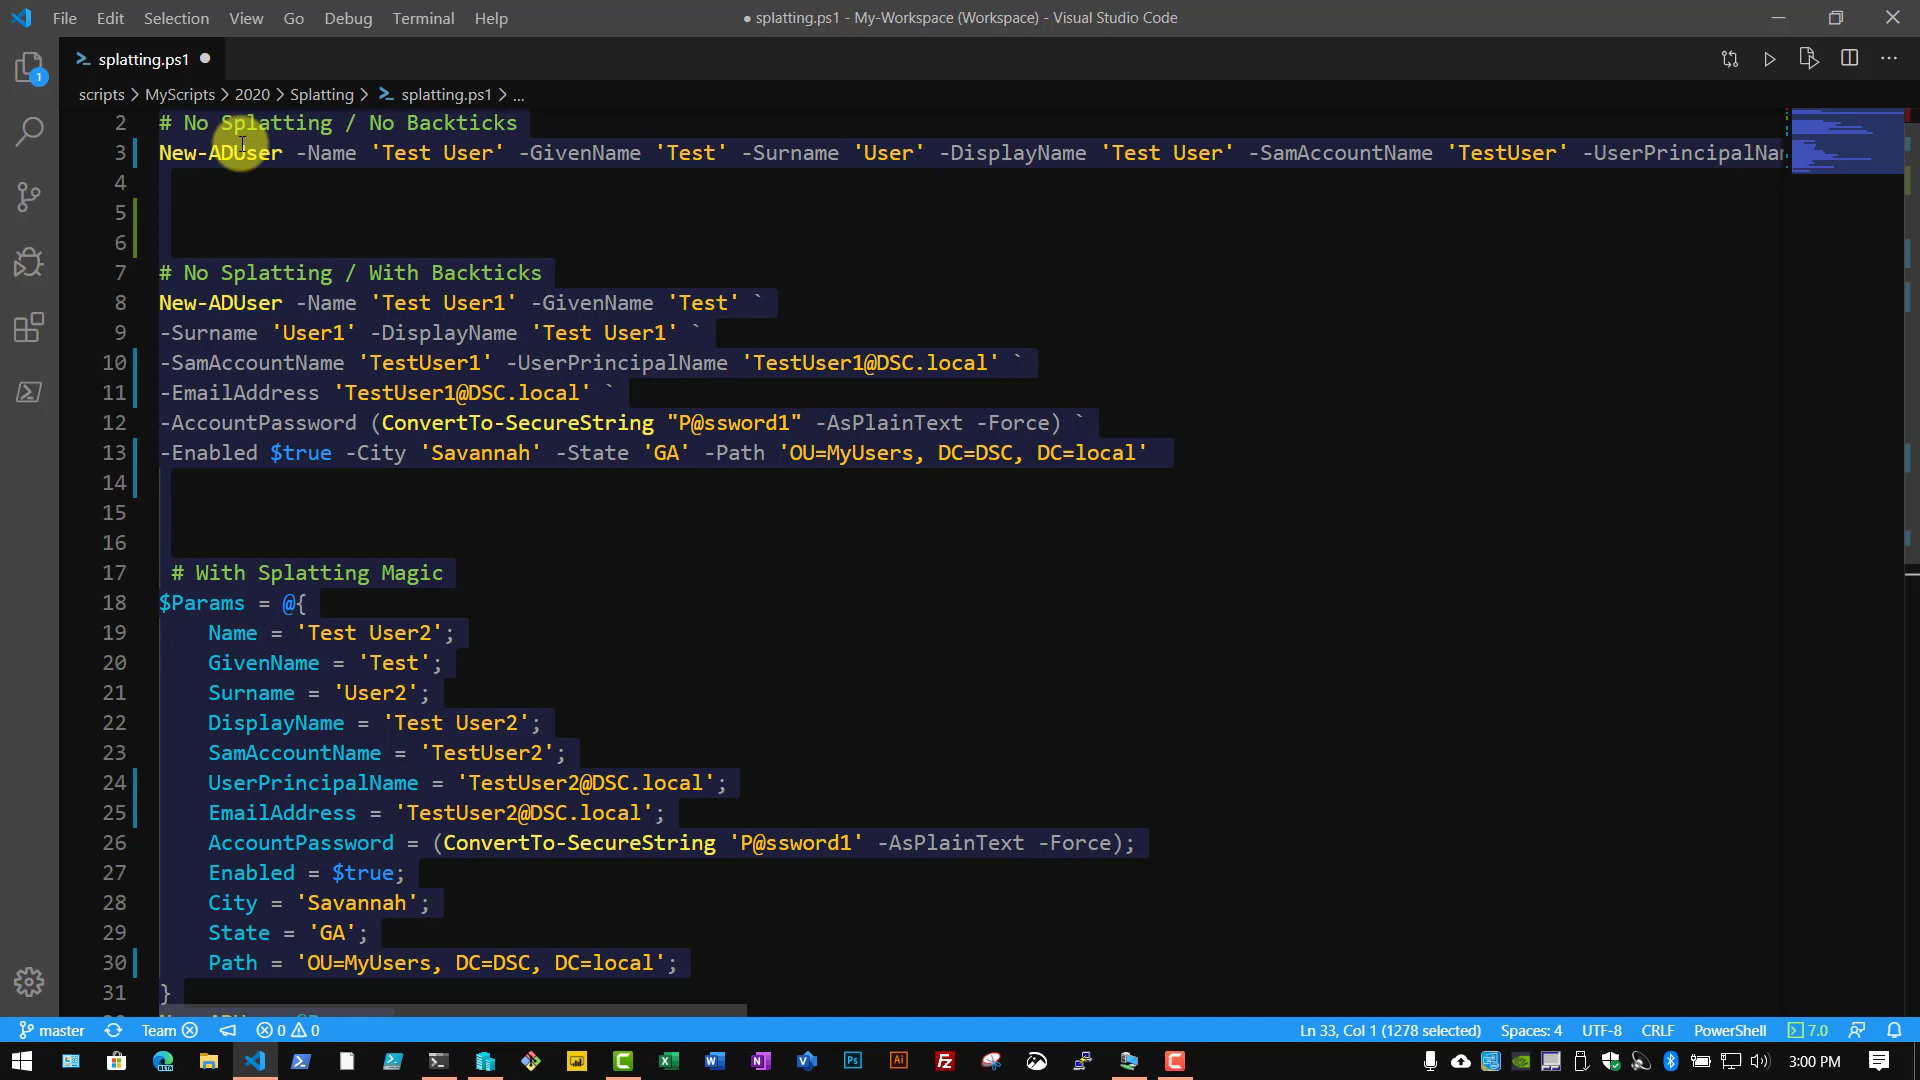 File Edit Selection View Go Debug Terminal Help
● splatting.ps1 - My-Workspace (Workspace) - Visual Studio Code
splatting.ps1 ●
scripts > MyScripts > 2020 > Splatting > splatting.ps1 > ...
1
2 # No Splatting / No Backticks
3 New-ADUser -Name 'Test User' -GivenName 'Test' -Surname 'User' -DisplayName 'Test User' -SamAccountName 'TestUser' -UserPrincipalNam
4
5
6
7 # No Splatting / With Backticks
8 New-ADUser -Name 'Test User1' -GivenName 'Test' `
9 -Surname 'User1' -DisplayName 'Test User1' `
10 -SamAccountName 'TestUser1' -UserPrincipalName 'TestUser1@DSC.local' `
11 -EmailAddress 'TestUser1@DSC.local' `
12 -AccountPassword (ConvertTo-SecureString "P@ssword1" -AsPlainText -Force) `
13 -Enabled $true -City 'Savannah' -State 'GA' -Path 'OU=MyUsers, DC=DSC, DC=local'
14
15
16
17 # With Splatting Magic
18 $Params = @{
19 Name = 'Test User2';
20 GivenName = 'Test';
21 Surname = 'User2';
22 DisplayName = 'Test User2';
23 SamAccountName = 'TestUser2';
24 UserPrincipalName = 'TestUser2@DSC.local';
25 EmailAddress = 'TestUser2@DSC.local';
26 AccountPassword = (ConvertTo-SecureString 'P@ssword1' -AsPlainText -Force);
27 Enabled = $true;
28 City = 'Savannah';
29 State = 'GA';
30 Path = 'OU=MyUsers, DC=DSC, DC=local';
31 }
master Team 0 0 Ln 33, Col 1 (1278 selected) Spaces: 4 UTF-8 CRLF PowerShell 7.0
3:00 PM